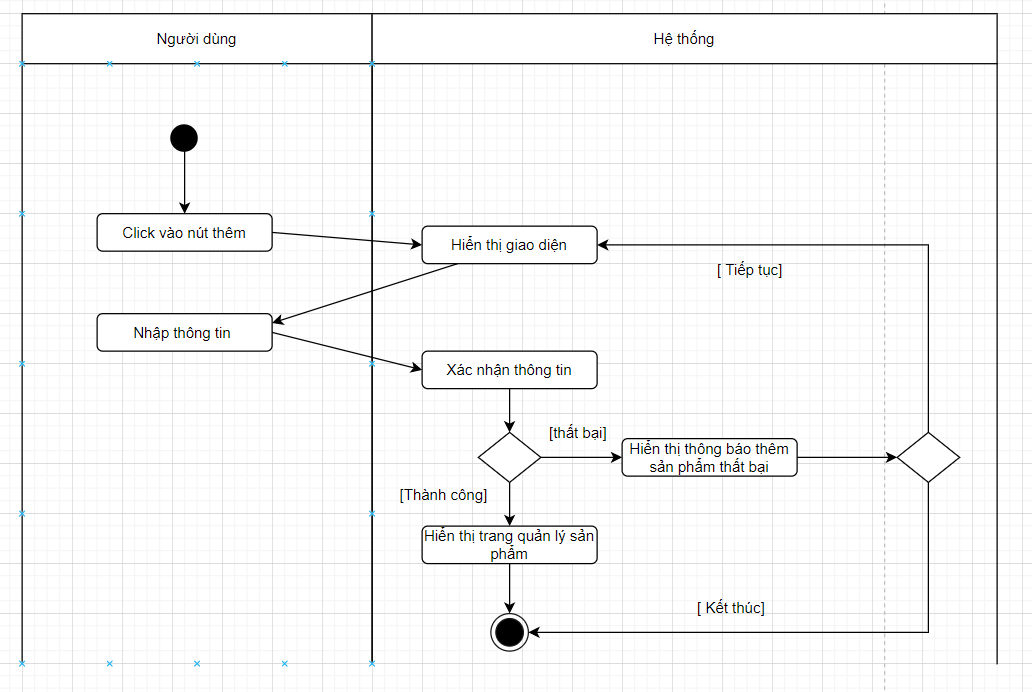 Người dùng
Hệ thống
Click vào nút thêm
Hiển thị giao diện
[ Tiếp tục]
Nhập thông tin
Xác nhận thông tin
[thất bại]
Hiển thị thông báo thêm
sản phẩm thất bại
[Thành công]
Hiển thị trang quản lý sản
phẩm
[ Kết thúc]